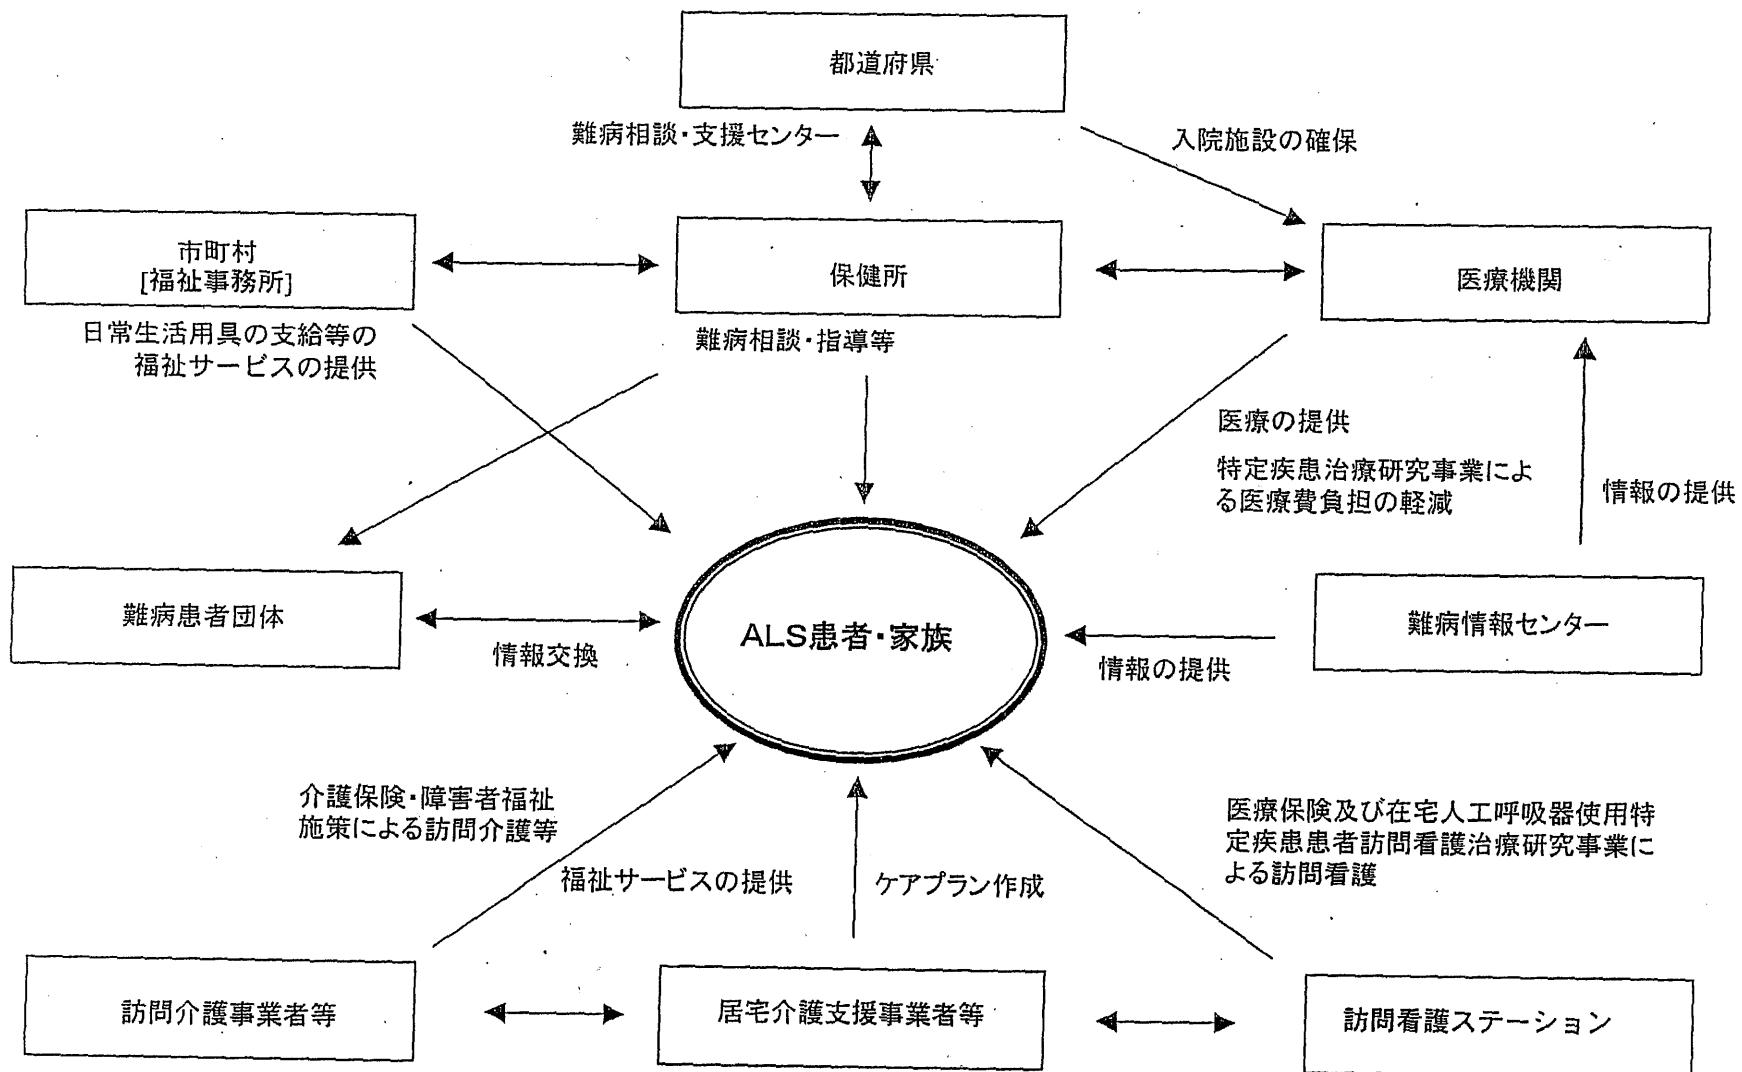 都道府県
難病相談・支援センター
入院施設の確保
市町村
[福祉事務所]
保健所
医療機関
日常生活用具の支給等の
福祉サービスの提供
難病相談・指導等
医療の提供
特定疾患治療研究事業によ
る医療費負担の軽減
情報の提供
難病患者団体
情報交換
ALS患者・家族
難病情報センター
情報の提供
介護保険・障害者福祉
施策による訪問介護等
福祉サービスの提供
ケアプラン作成
医療保険及び在宅人工呼吸器使用特
定疾患患者訪問看護治療研究事業に
よる訪問看護
訪問介護事業者等
居宅介護支援事業者等
訪問看護ステーション